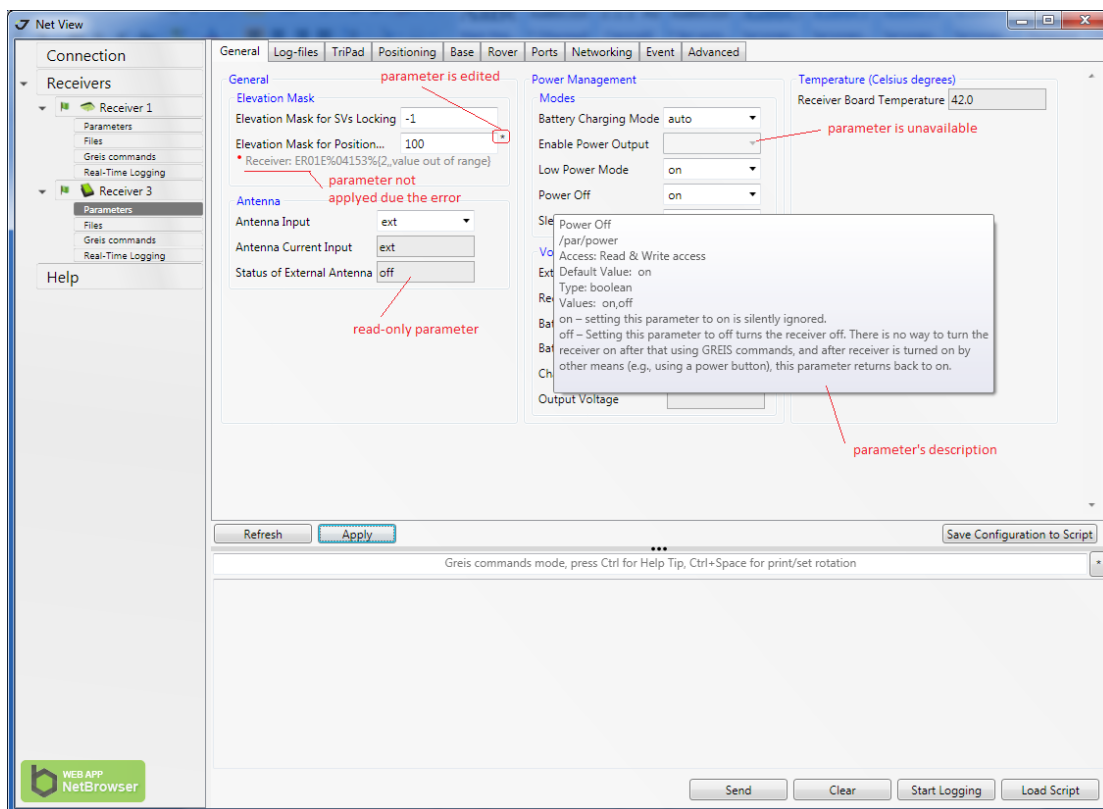 Net View
Connection
Receivers
Receiver 1
Parameters
Files
Greis commands
Real-Time Logging
Receiver 3
Parameters
Files
Greis commands
Real-Time Logging
Help
WEB APP
NetBrowser
General Log-files TriPad Positioning Base Rover Ports Networking Event Advanced
parameter is edited
General
Elevation Mask
Elevation Mask for SVs Locking -1
Elevation Mask for Position... 100 *
* Receiver: ER01E%04153%{2,,value out of range}
parameter not
applyed due the error
Antenna
Antenna Input ext
Antenna Current Input ext
Status of External Antenna off
read-only parameter
Power Management
Modes
Battery Charging Mode auto
Enable Power Output
Low Power Mode on
Power Off on
Sle
Vo
Ext
Re
Bat
Bat
Ch
Output Voltage
Temperature (Celsius degrees)
Receiver Board Temperature 42.0
parameter is unavailable
Power Off
/par/power
Access: Read & Write access
Default Value: on
Type: boolean
Values: on,off
on – setting this parameter to on is silently ignored.
off – Setting this parameter to off turns the receiver off. There is no way to turn the
receiver on after that using GREIS commands, and after receiver is turned on by
other means (e.g., using a power button), this parameter returns back to on.
parameter's description
Refresh Apply Save Configuration to Script
Greis commands mode, press Ctrl for Help Tip, Ctrl+Space for print/set rotation *
Send Clear Start Logging Load Script